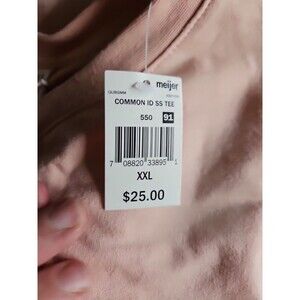 meijer
COMMON ID SS TEE
550 91
7 08820 33895 1
XXL
$25.00